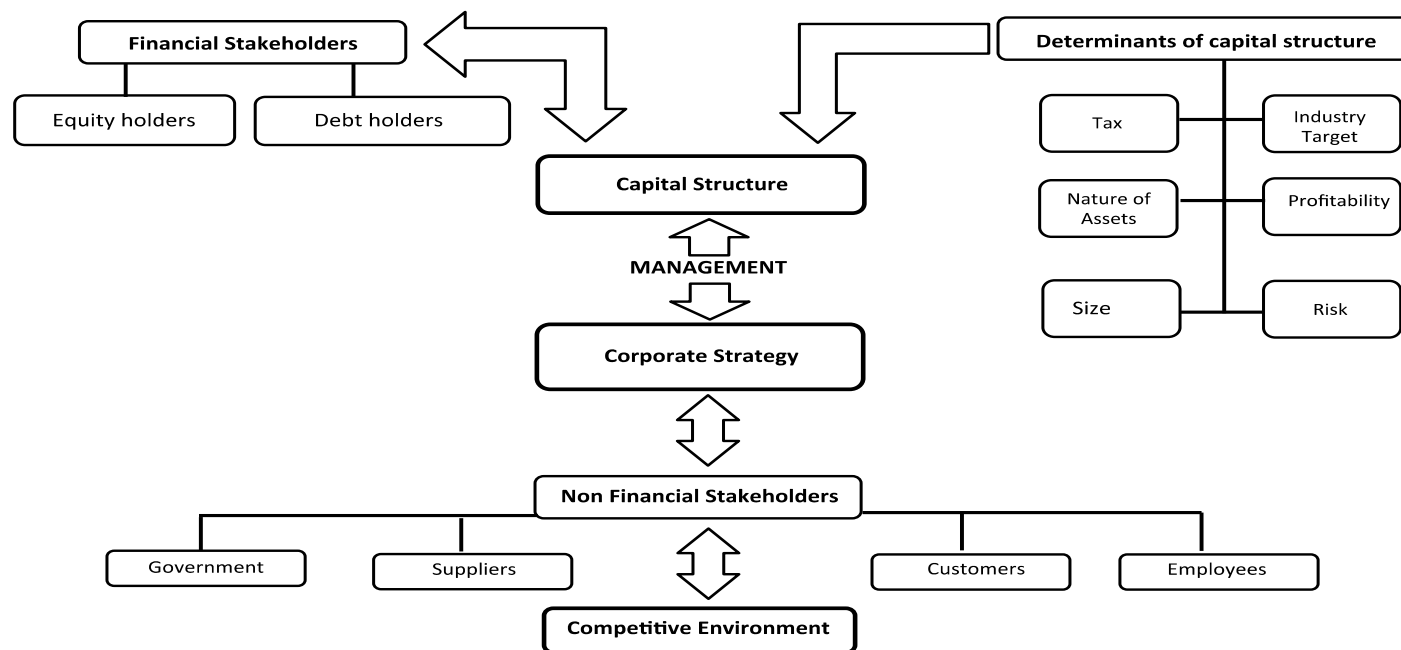 Financial Stakeholders
Determinants of capital structure
Equity holders
Debt holders
Tax
Industry
Target
Capital Structure
Nature of
Assets
Profitability
MANAGEMENT
Size
Risk
Corporate Strategy
Non Financial Stakeholders
Government
Suppliers
Customers
Employees
Competitive Environment